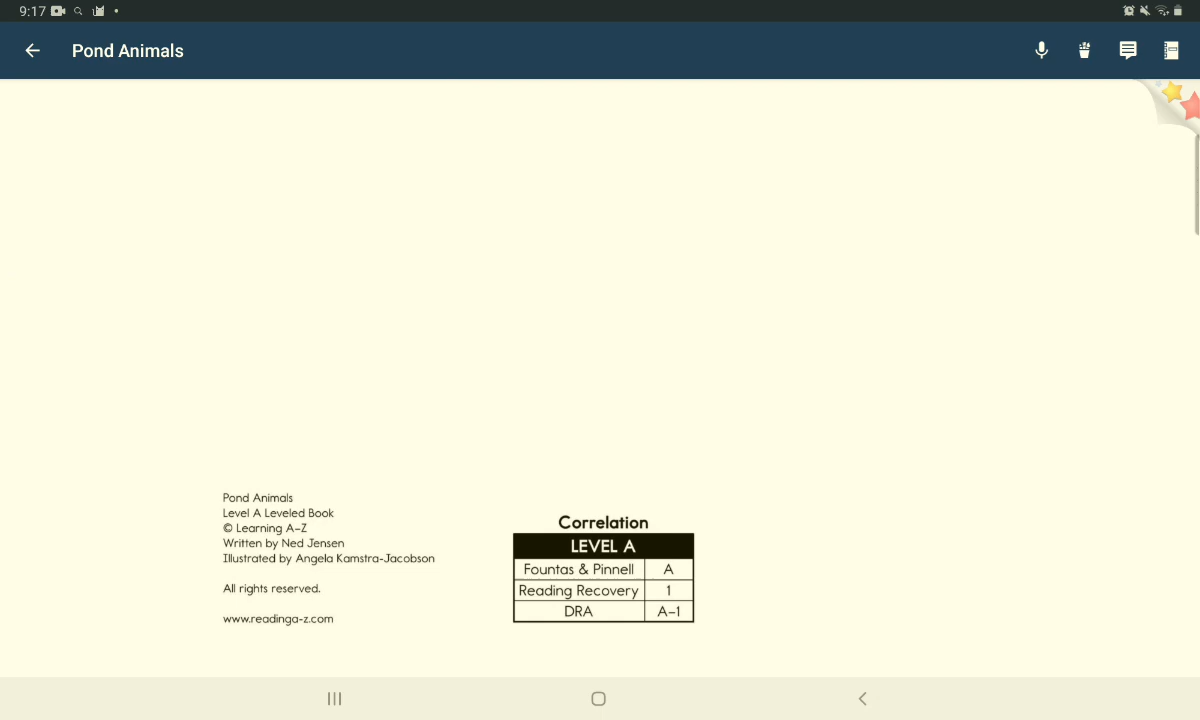 9:17
Pond Animals
Pond Animals
Level A Leveled Book
© Learning A–Z
Written by Ned Jensen
Illustrated by Angela Kamstra-Jacobson
All rights reserved.
www.readinga-z.com
Correlation
LEVEL A
Fountas & Pinnell A
Reading Recovery 1
DRA A–1